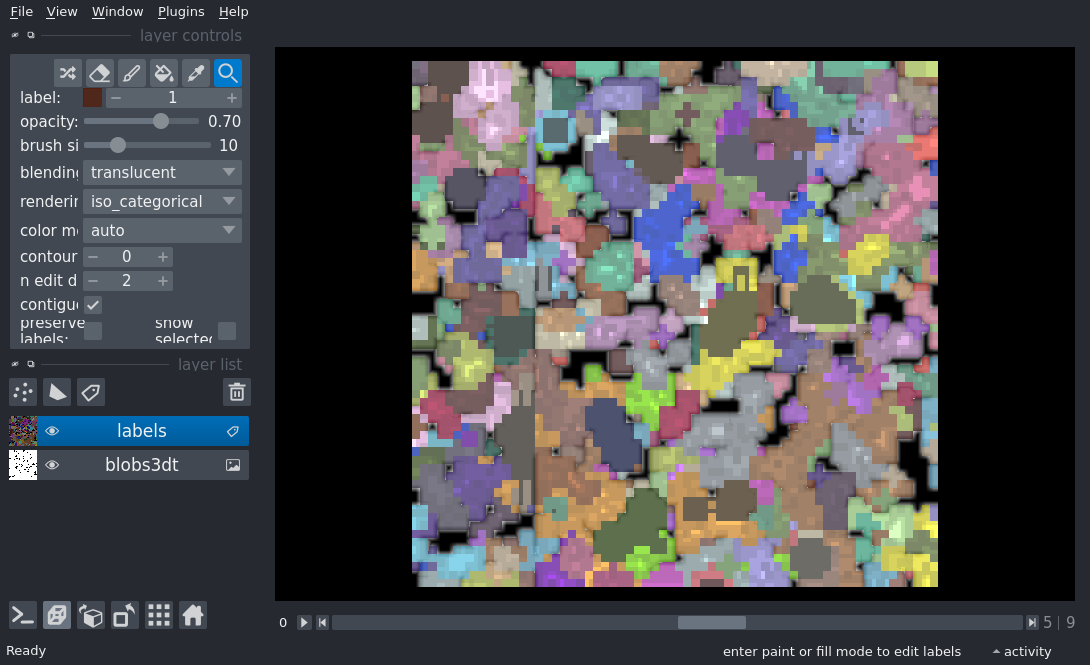 File View Window Plugins Help
layer controls
label: 1
opacity: 0.70
brush si 10
blending translucent
renderin iso_categorical
color m auto
contour 0
n edit d 2
contigu
preserve show
labels: selected
layer list
labels
blobs3dt
0 5 | 9
Ready enter paint or fill mode to edit labels activity